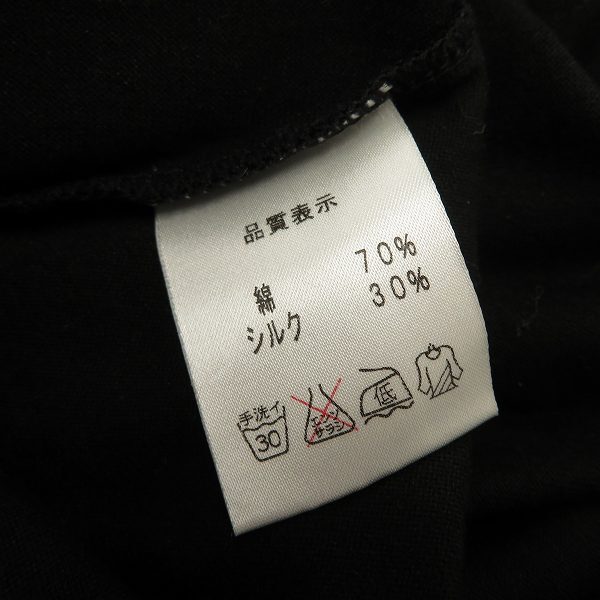 品質表示
綿 70%
シルク 30%
手洗イ
30
エンソ
サラシ
低